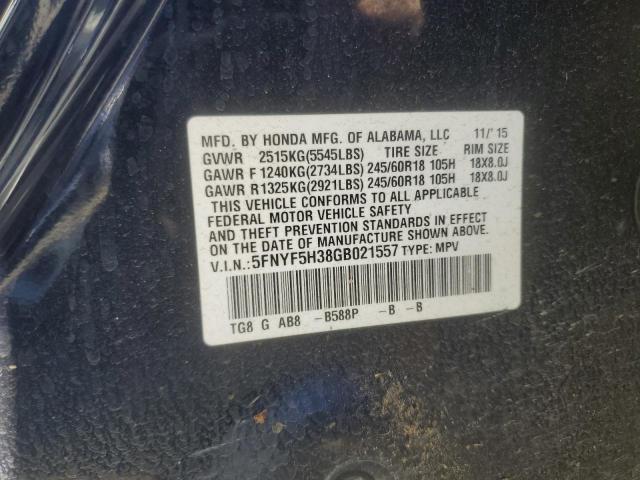 MFD. BY HONDA MFG. OF ALABAMA, LLC 11/'15
GVWR 2515KG(5545LBS) TIRE SIZE RIM SIZE
GAWR F 1240KG(2734LBS) 245/60R18 105H 18X8.0J
GAWR R1325KG(2921LBS) 245/60R18 105H 18X8.0J
THIS VEHICLE CONFORMS TO ALL APPLICABLE
FEDERAL MOTOR VEHICLE SAFETY
AND THEFT PREVENTION STANDARDS IN EFFECT
ON THE DATE OF MANUFACTURE SHOWN ABOVE.
V.I.N.: 5FNYF5H38GB021557 TYPE: MPV
TG8 G AB8 -B588P -B -B